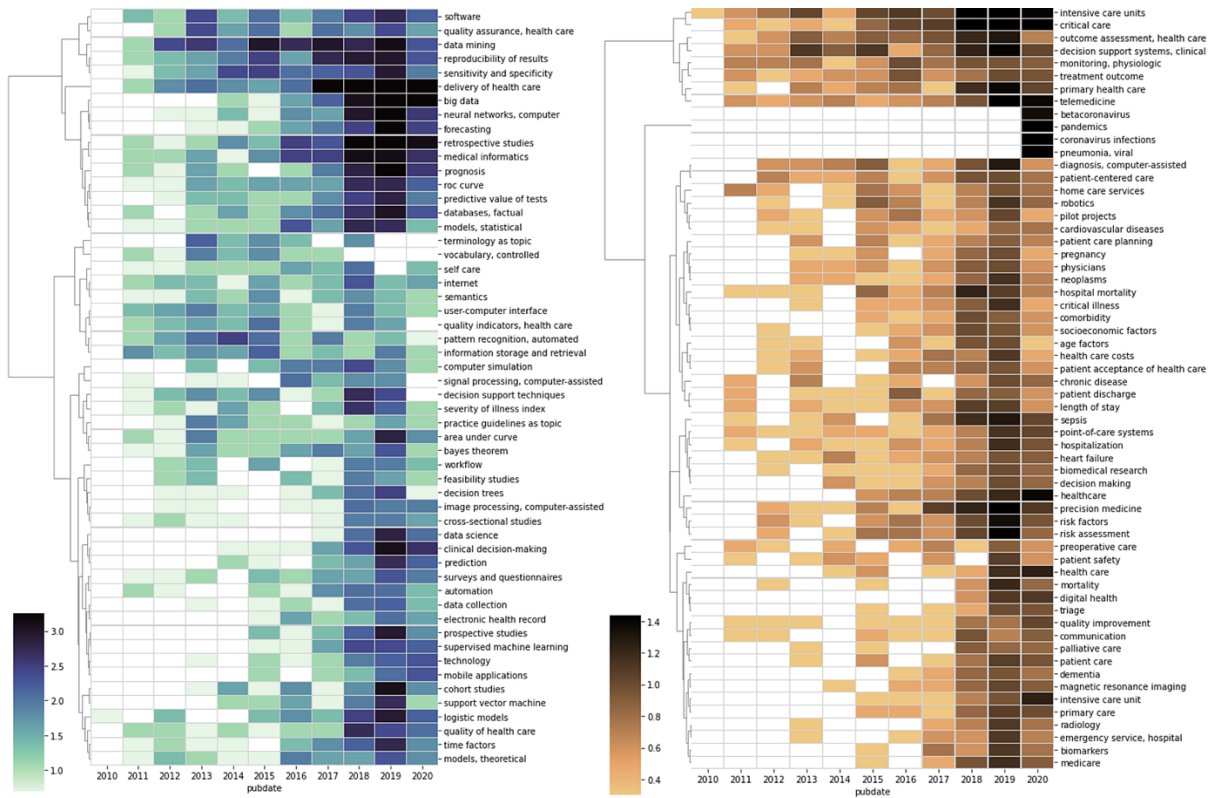 software
quality assurance, health care
data mining
reproducibility of results
sensitivity and specificity
delivery of health care
big data
neural networks, computer
forecasting
retrospective studies
medical informatics
prognosis
roc curve
predictive value of tests
databases, factual
models, statistical
terminology as topic
vocabulary, controlled
self care
internet
semantics
user-computer interface
quality indicators, health care
pattern recognition, automated
information storage and retrieval
computer simulation
signal processing, computer-assisted
decision support techniques
severity of illness index
practice guidelines as topic
area under curve
bayes theorem
workflow
feasibility studies
decision trees
image processing, computer-assisted
cross-sectional studies
data science
clinical decision-making
prediction
surveys and questionnaires
automation
data collection
electronic health record
prospective studies
supervised machine learning
technology
mobile applications
cohort studies
support vector machine
logistic models
quality of health care
time factors
models, theoretical
3.0
2.5
2.0
1.5
1.0
2010 2011 2012 2013 2014 2015 2016 2017 2018 2019 2020
pubdate
intensive care units
critical care
outcome assessment, health care
decision support systems, clinical
monitoring, physiologic
treatment outcome
primary health care
telemedicine
betacoronavirus
pandemics
coronavirus infections
pneumonia, viral
diagnosis, computer-assisted
patient-centered care
home care services
robotics
pilot projects
cardiovascular diseases
patient care planning
pregnancy
physicians
neoplasms
hospital mortality
critical illness
comorbidity
socioeconomic factors
age factors
health care costs
patient acceptance of health care
chronic disease
patient discharge
length of stay
sepsis
point-of-care systems
hospitalization
heart failure
biomedical research
decision making
healthcare
precision medicine
risk factors
risk assessment
preoperative care
patient safety
health care
mortality
digital health
triage
quality improvement
communication
palliative care
patient care
dementia
magnetic resonance imaging
intensive care unit
primary care
radiology
emergency service, hospital
biomarkers
medicare
1.4
1.2
1.0
0.8
0.6
0.4
2010 2011 2012 2013 2014 2015 2016 2017 2018 2019 2020
pubdate